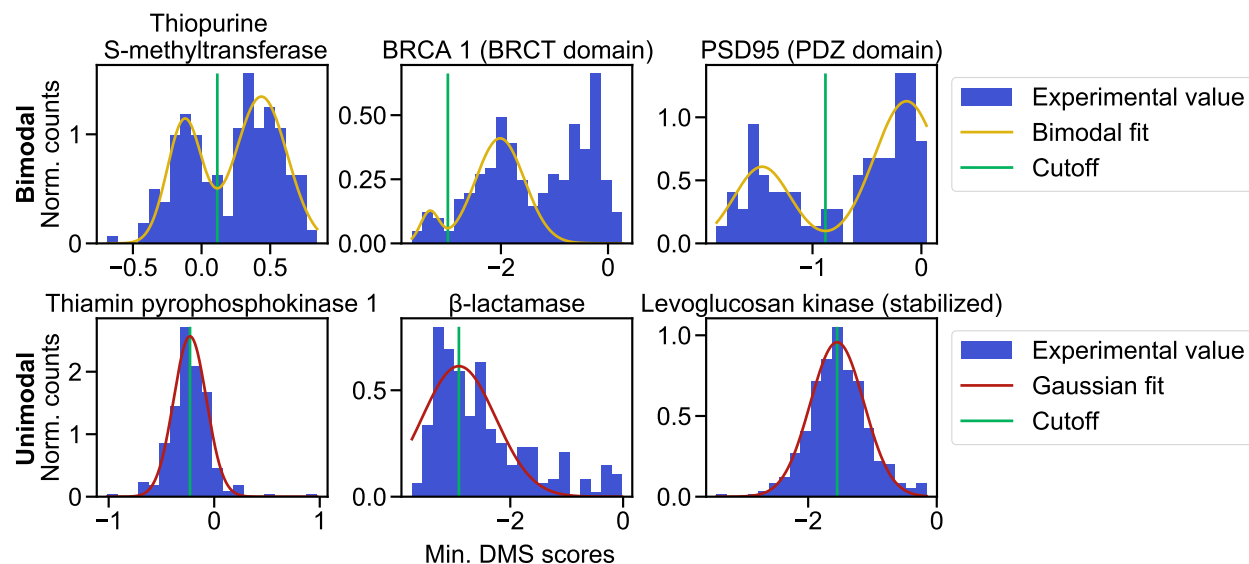 Thiopurine
S-methyltransferase
BRCA 1 (BRCT domain)
PSD95 (PDZ domain)
Bimodal
Norm. counts
1
0
−0.5
0.0
0.5
0.50
0.25
0.00
−2
0
1.0
0.5
0.0
−1
0
Experimental value
Bimodal fit
Cutoff
Thiamin pyrophosphokinase 1
β-lactamase
Levoglucosan kinase (stabilized)
Unimodal
Norm. counts
2
1
0
−1
0
1
0.5
0.0
−2
0
1.0
0.5
0.0
−2
0
Experimental value
Gaussian fit
Cutoff
Min. DMS scores